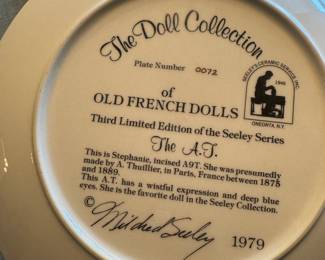 The Doll Collection
Plate Number 0072
SEELEY'S CERAMIC SERVICE, INC.
1946
ONEONTA, N.Y.
of
OLD FRENCH DOLLS
Third Limited Edition of the Seeley Series
The A.T.
This is Stephanie, incised A9T. She was presumedly
made by A. Thuillier, in Paris, France between 1875
and 1889.
This A.T. has a wistful expression and deep blue
eyes. She is the favorite doll in the Seeley Collection.
© Mildred Seeley 1979